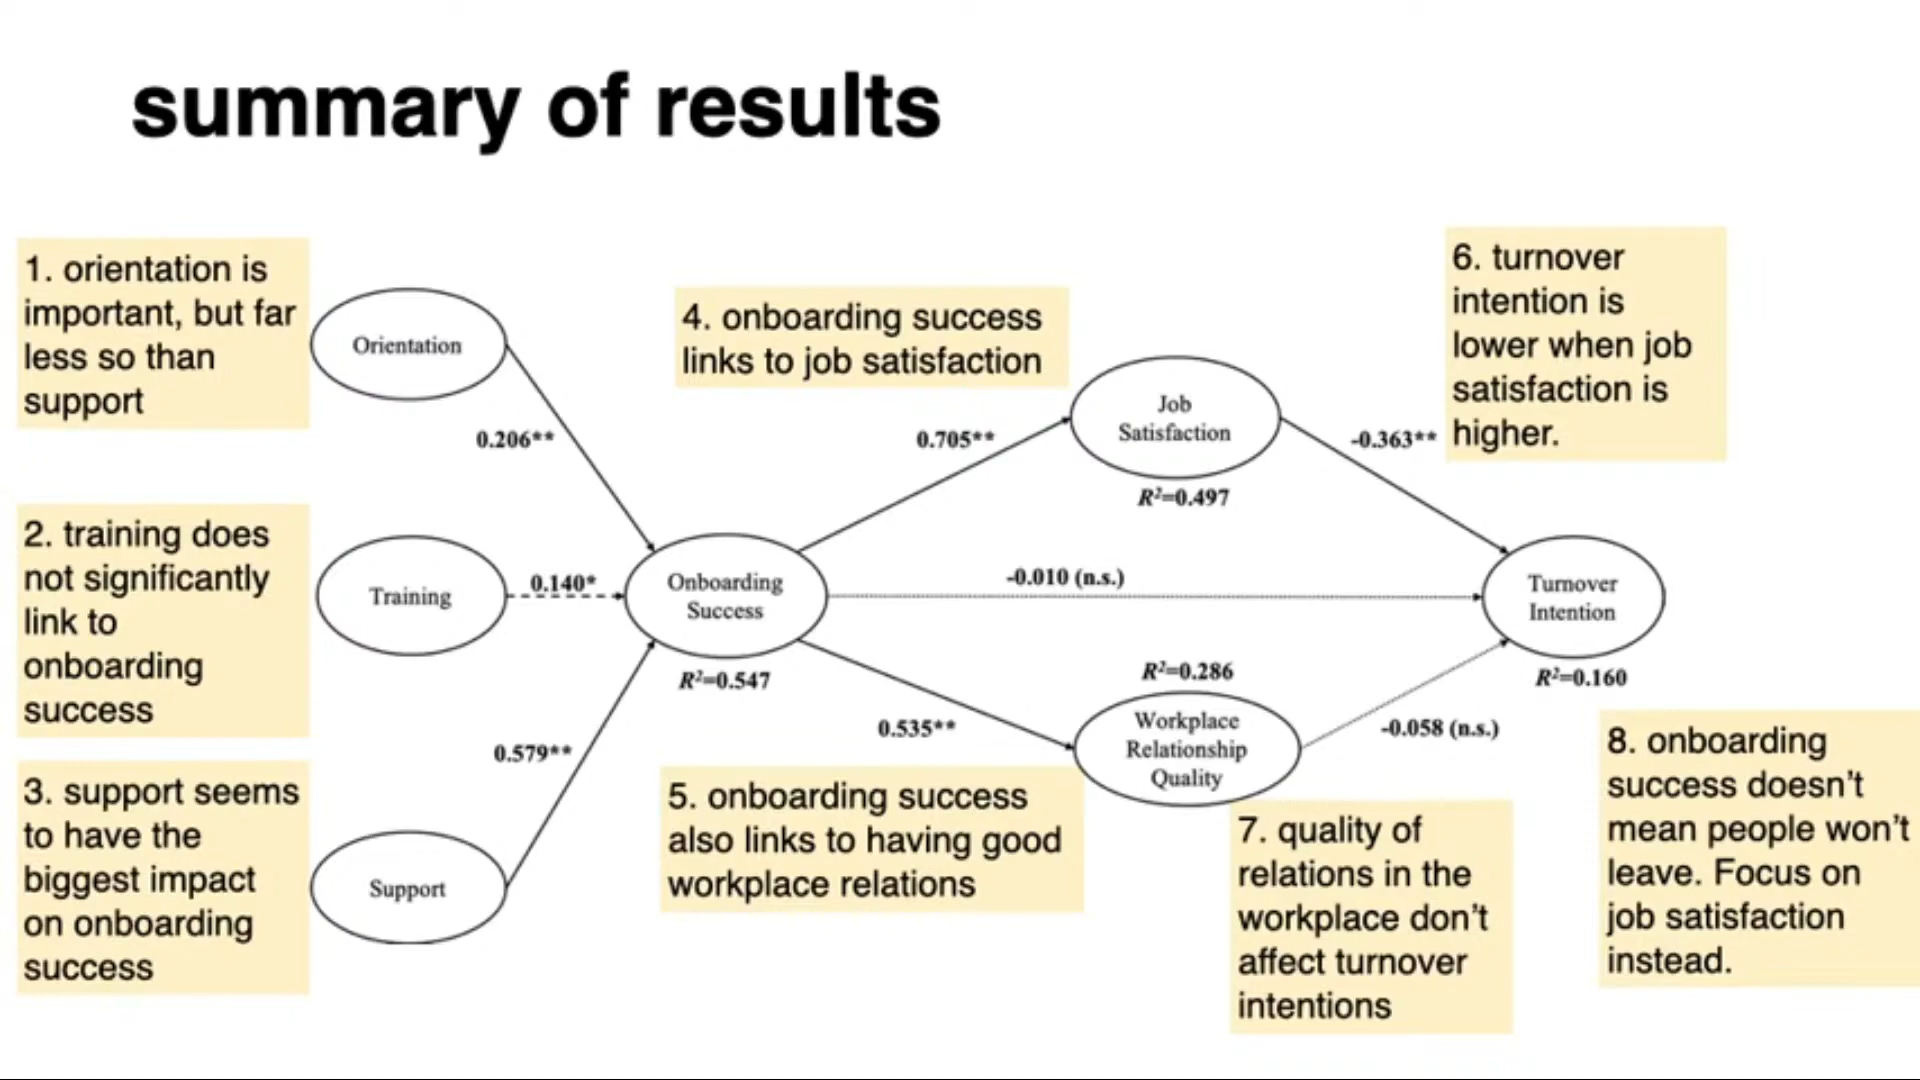 summary of results
1. orientation is
important, but far
less so than
support
2. training does
not significantly
link to
onboarding
success
3. support seems
to have the
biggest impact
on onboarding
success
Orientation
0.206**
Training
0.140*
Support
0.579**
Onboarding
Success
R²=0.547
4. onboarding success
links to job satisfaction
0.705**
Job
Satisfaction
R²=0.497
-0.363**
6. turnover
intention is
lower when job
satisfaction is
higher.
-0.010 (n.s.)
Turnover
Intention
R²=0.160
0.535**
R²=0.286
Workplace
Relationship
Quality
-0.058 (n.s.)
5. onboarding success
also links to having good
workplace relations
7. quality of
relations in the
workplace don't
affect turnover
intentions
8. onboarding
success doesn't
mean people won't
leave. Focus on
job satisfaction
instead.